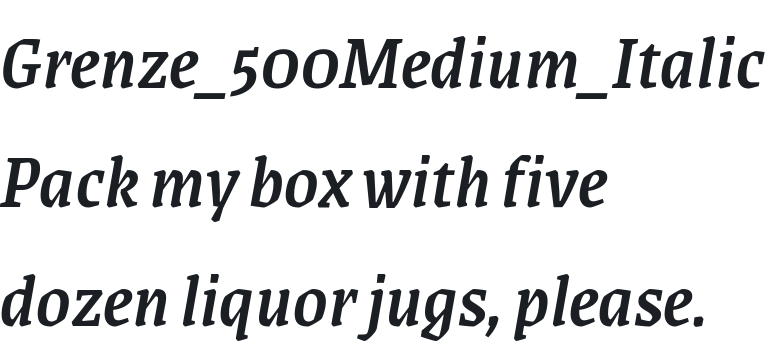 Grenze_500Medium_Italic
Pack my box with five
dozen liquor jugs, please.